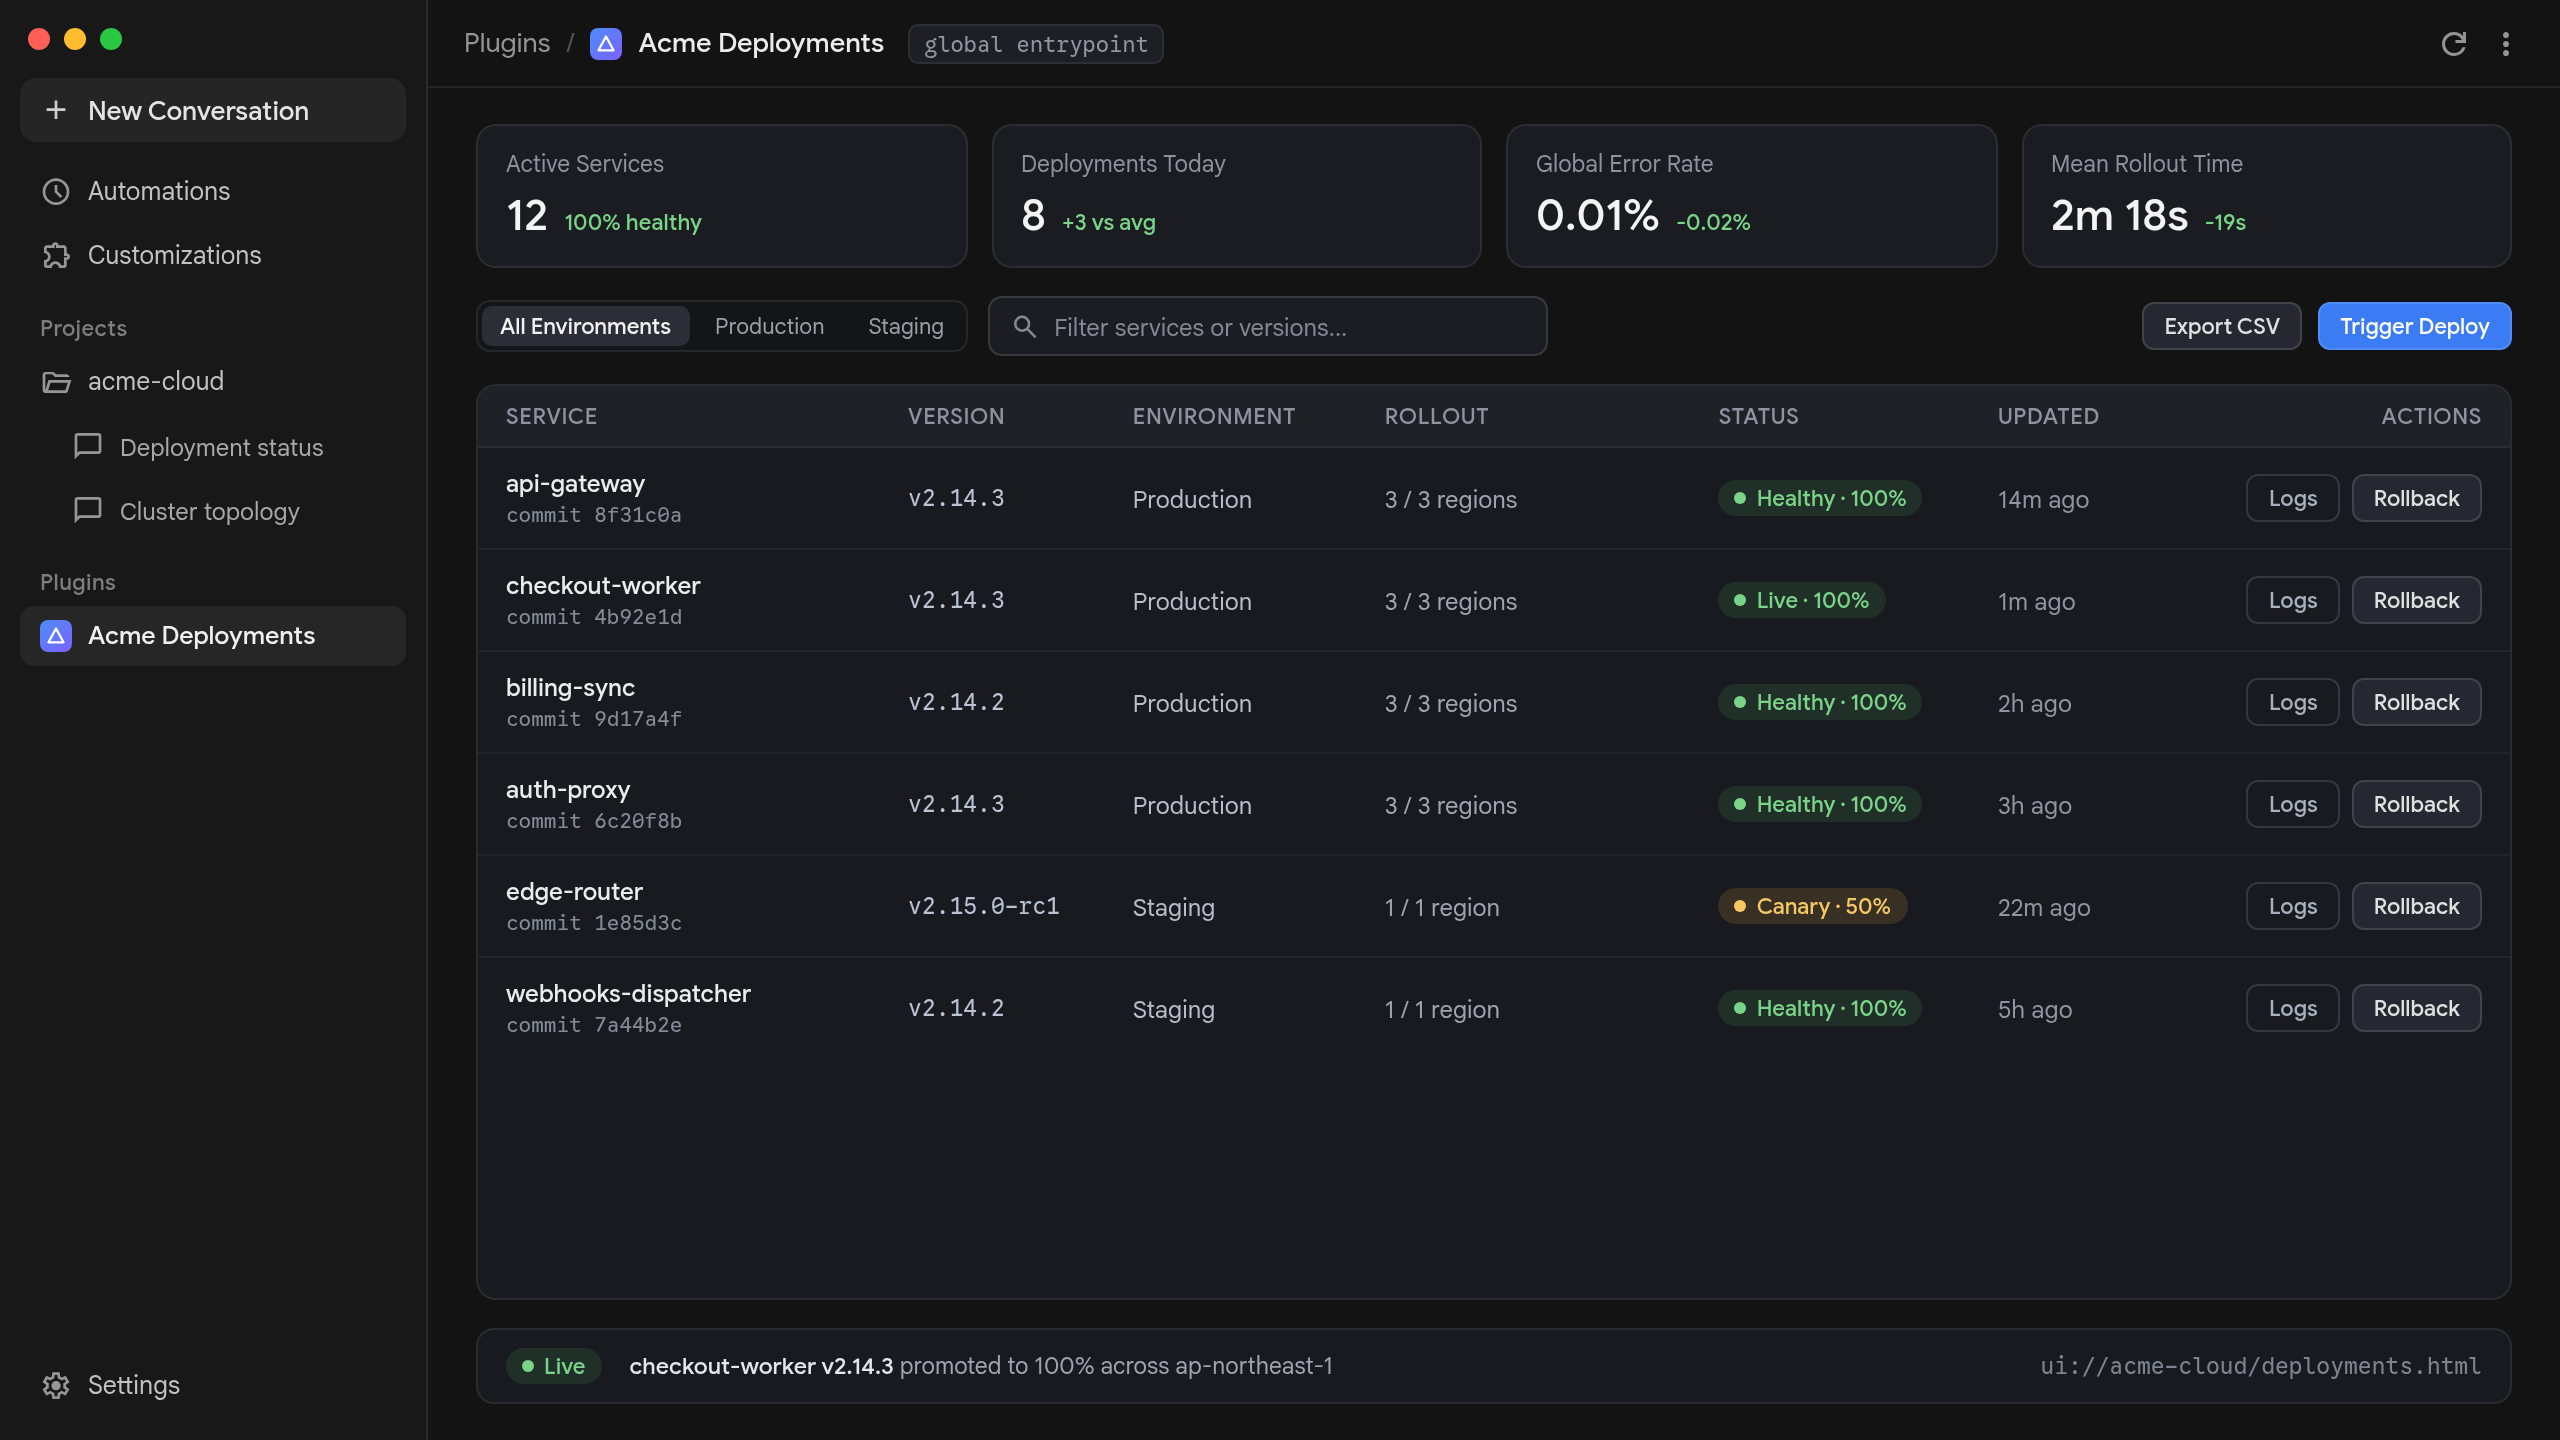 New Conversation
Automations
Customizations
Projects
acme-cloud
Deployment status
Cluster topology
Plugins
Acme Deployments
Settings
Plugins / Acme Deployments global entrypoint
Active Services
12 100% healthy
Deployments Today
8 +3 vs avg
Global Error Rate
0.01% -0.02%
Mean Rollout Time
2m 18s -19s
All Environments Production Staging
Filter services or versions...
Export CSV Trigger Deploy
SERVICE VERSION ENVIRONMENT ROLLOUT STATUS UPDATED ACTIONS
api-gateway
commit 8f31c0a
v2.14.3 Production 3 / 3 regions Healthy · 100% 14m ago Logs Rollback
checkout-worker
commit 4b92e1d
v2.14.3 Production 3 / 3 regions Live · 100% 1m ago Logs Rollback
billing-sync
commit 9d17a4f
v2.14.2 Production 3 / 3 regions Healthy · 100% 2h ago Logs Rollback
auth-proxy
commit 6c20f8b
v2.14.3 Production 3 / 3 regions Healthy · 100% 3h ago Logs Rollback
edge-router
commit 1e85d3c
v2.15.0-rc1 Staging 1 / 1 region Canary · 50% 22m ago Logs Rollback
webhooks-dispatcher
commit 7a44b2e
v2.14.2 Staging 1 / 1 region Healthy · 100% 5h ago Logs Rollback
Live checkout-worker v2.14.3 promoted to 100% across ap-northeast-1 ui://acme-cloud/deployments.html